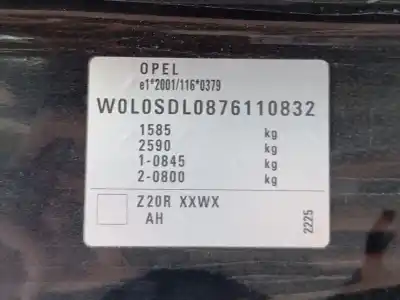 OPEL
e1*2001/116*0379
W0L0SDL0876110832
1585 kg
2590 kg
1-0845 kg
2-0800 kg
Z20R XXWX
AH
2225